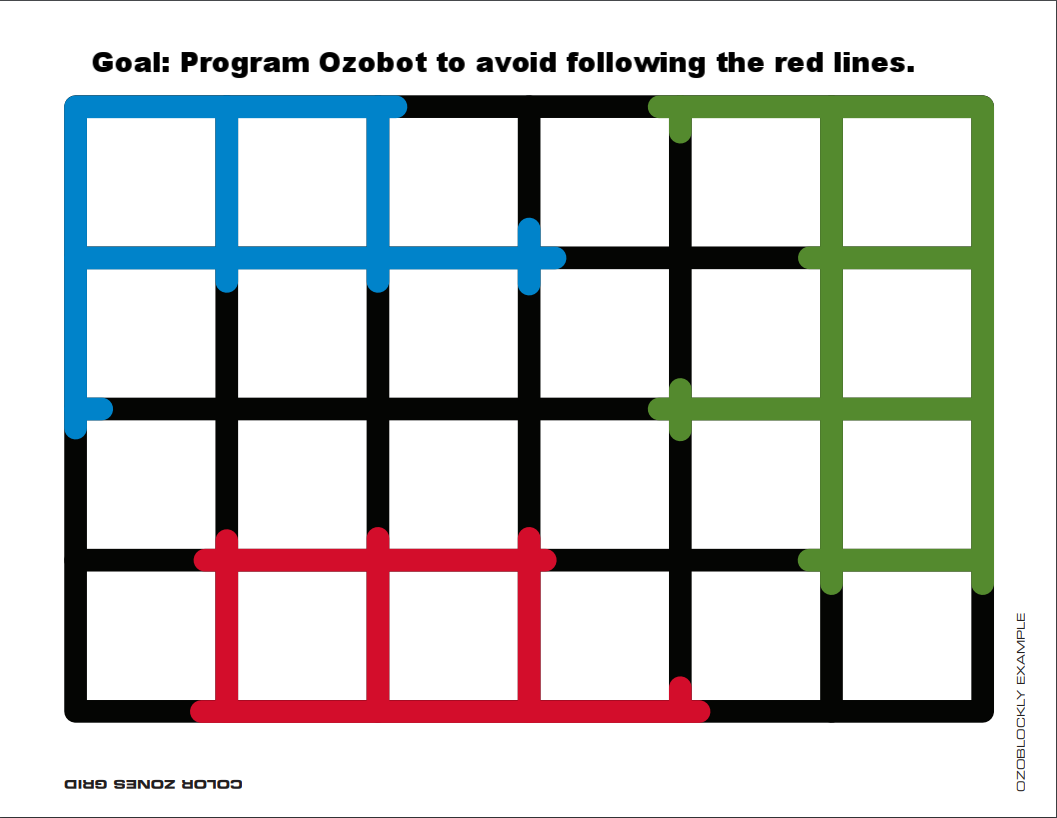 Goal: Program Ozobot to avoid following the red lines.
OZOBLOCKLY EXAMPLE
COLOR ZONES GRID